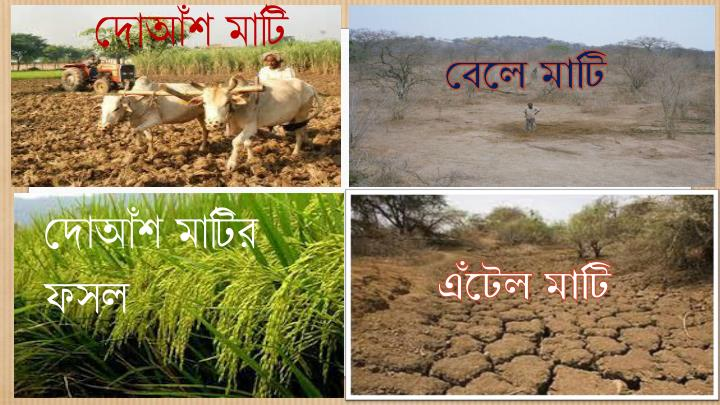 দোআঁশ মাটি
বেলে মাটি
দোআঁশ মাটির
ফসল
এঁটেল মাটি